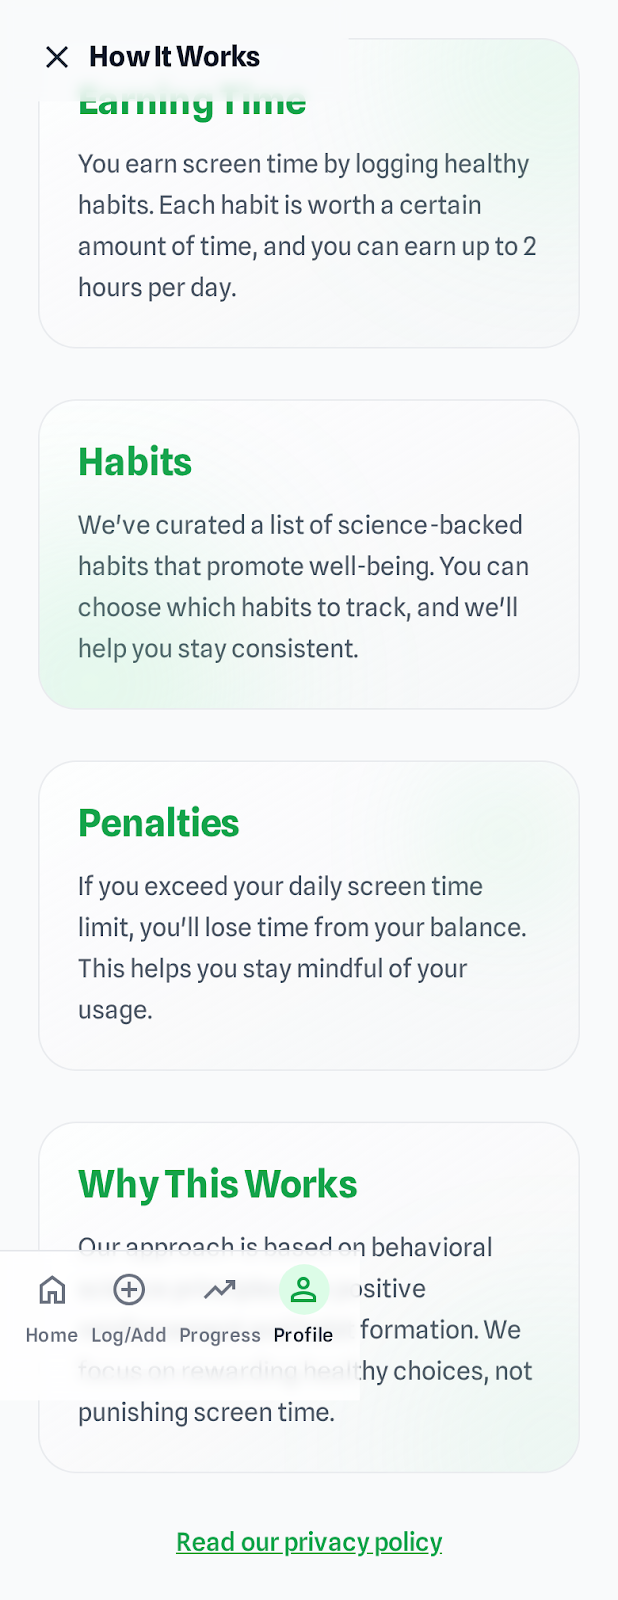 How It Works
Earning Time
You earn screen time by logging healthy
habits. Each habit is worth a certain
amount of time, and you can earn up to 2
hours per day.
Habits
We've curated a list of science-backed
habits that promote well-being. You can
choose which habits to track, and we'll
help you stay consistent.
Penalties
If you exceed your daily screen time
limit, you'll lose time from your balance.
This helps you stay mindful of your
usage.
Why This Works
Our approach is based on behavioral
formation. We
focus on rewarding healthy choices, not
punishing screen time.
Home Log/Add Progress Profile
Read our privacy policy